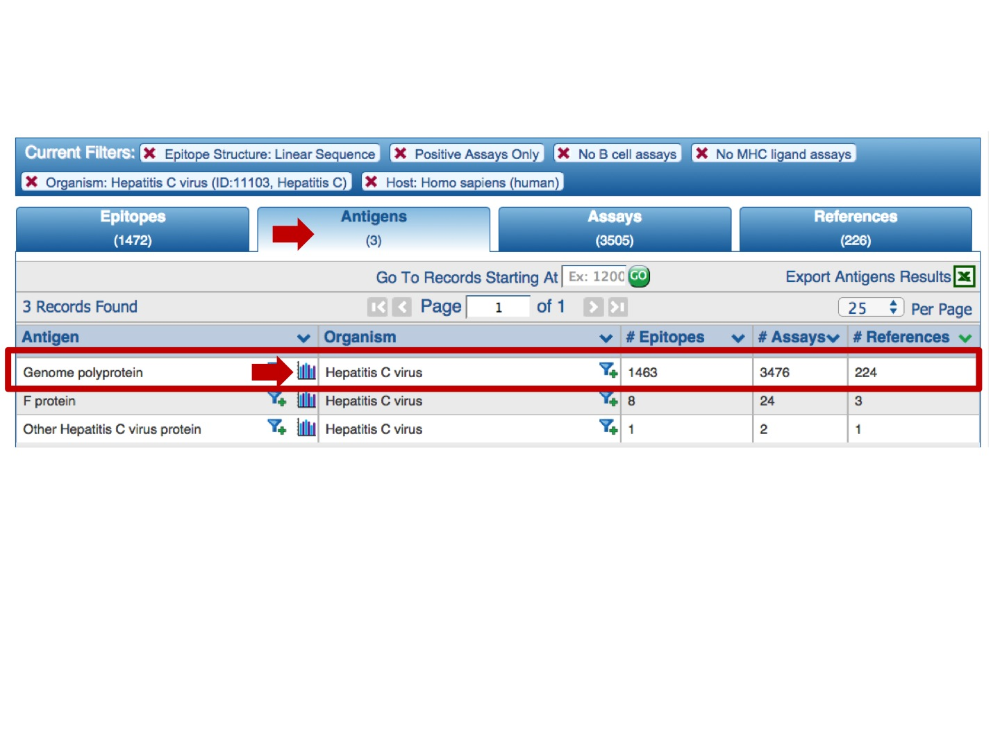 Current Filters: Epitope Structure: Linear Sequence Positive Assays Only No B cell assays No MHC ligand assays
Organism: Hepatitis C virus (ID:11103, Hepatitis C) Host: Homo sapiens (human)
Epitopes Antigens Assays References
(1472) (3) (3505) (226)
Go To Records Starting At Ex: 1200 GO Export Antigens Results
3 Records Found Page 1 of 1 25 Per Page
Antigen Organism # Epitopes # Assays # References
Genome polyprotein Hepatitis C virus 1463 3476 224
F protein Hepatitis C virus 8 24 3
Other Hepatitis C virus protein Hepatitis C virus 1 2 1